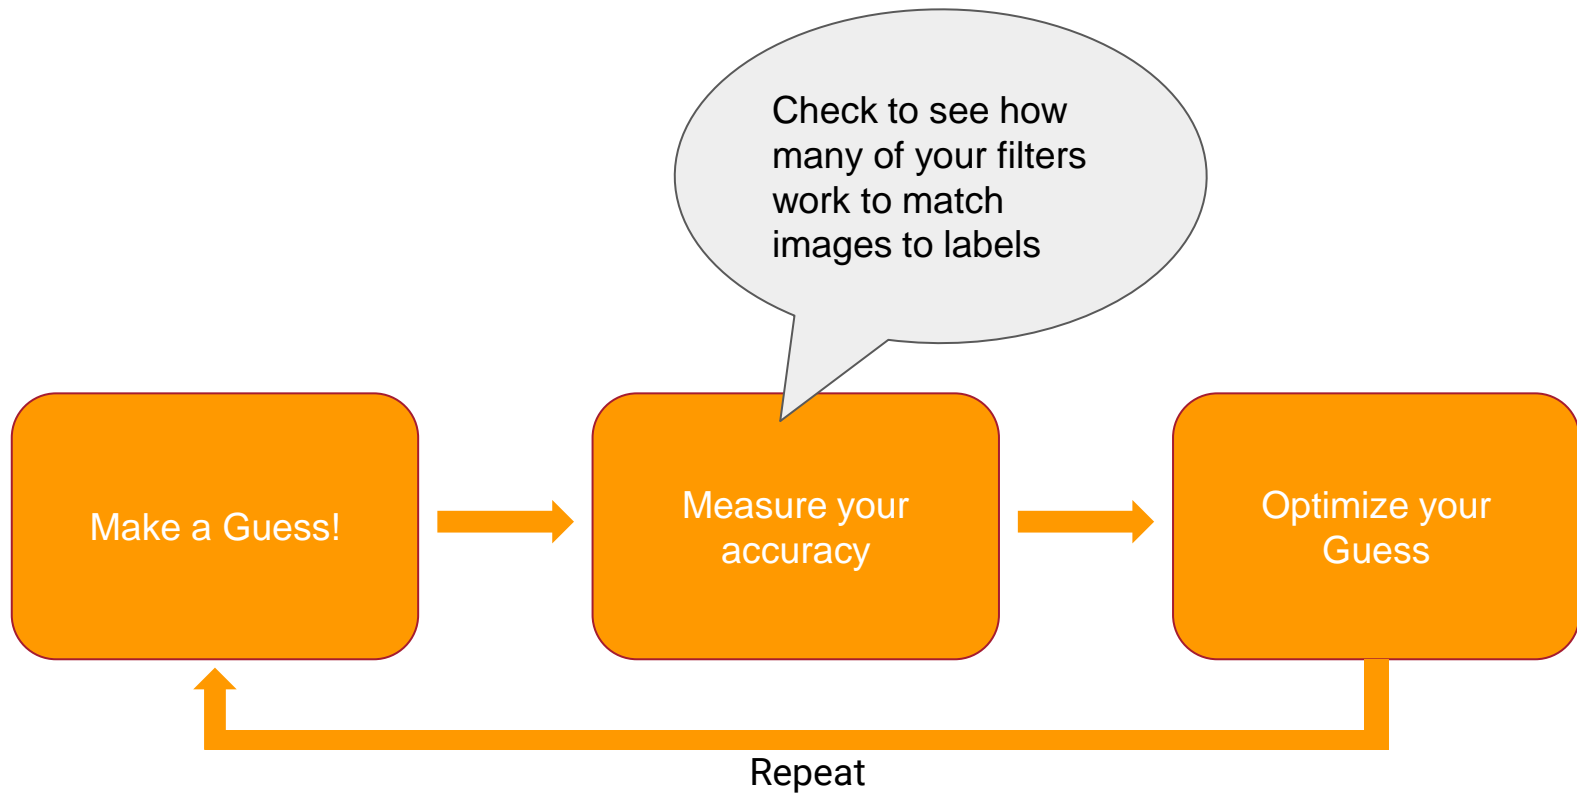 Check to see how
many of your filters
work to match
images to labels
Make a Guess!
Measure your
accuracy
Optimize your
Guess
Repeat